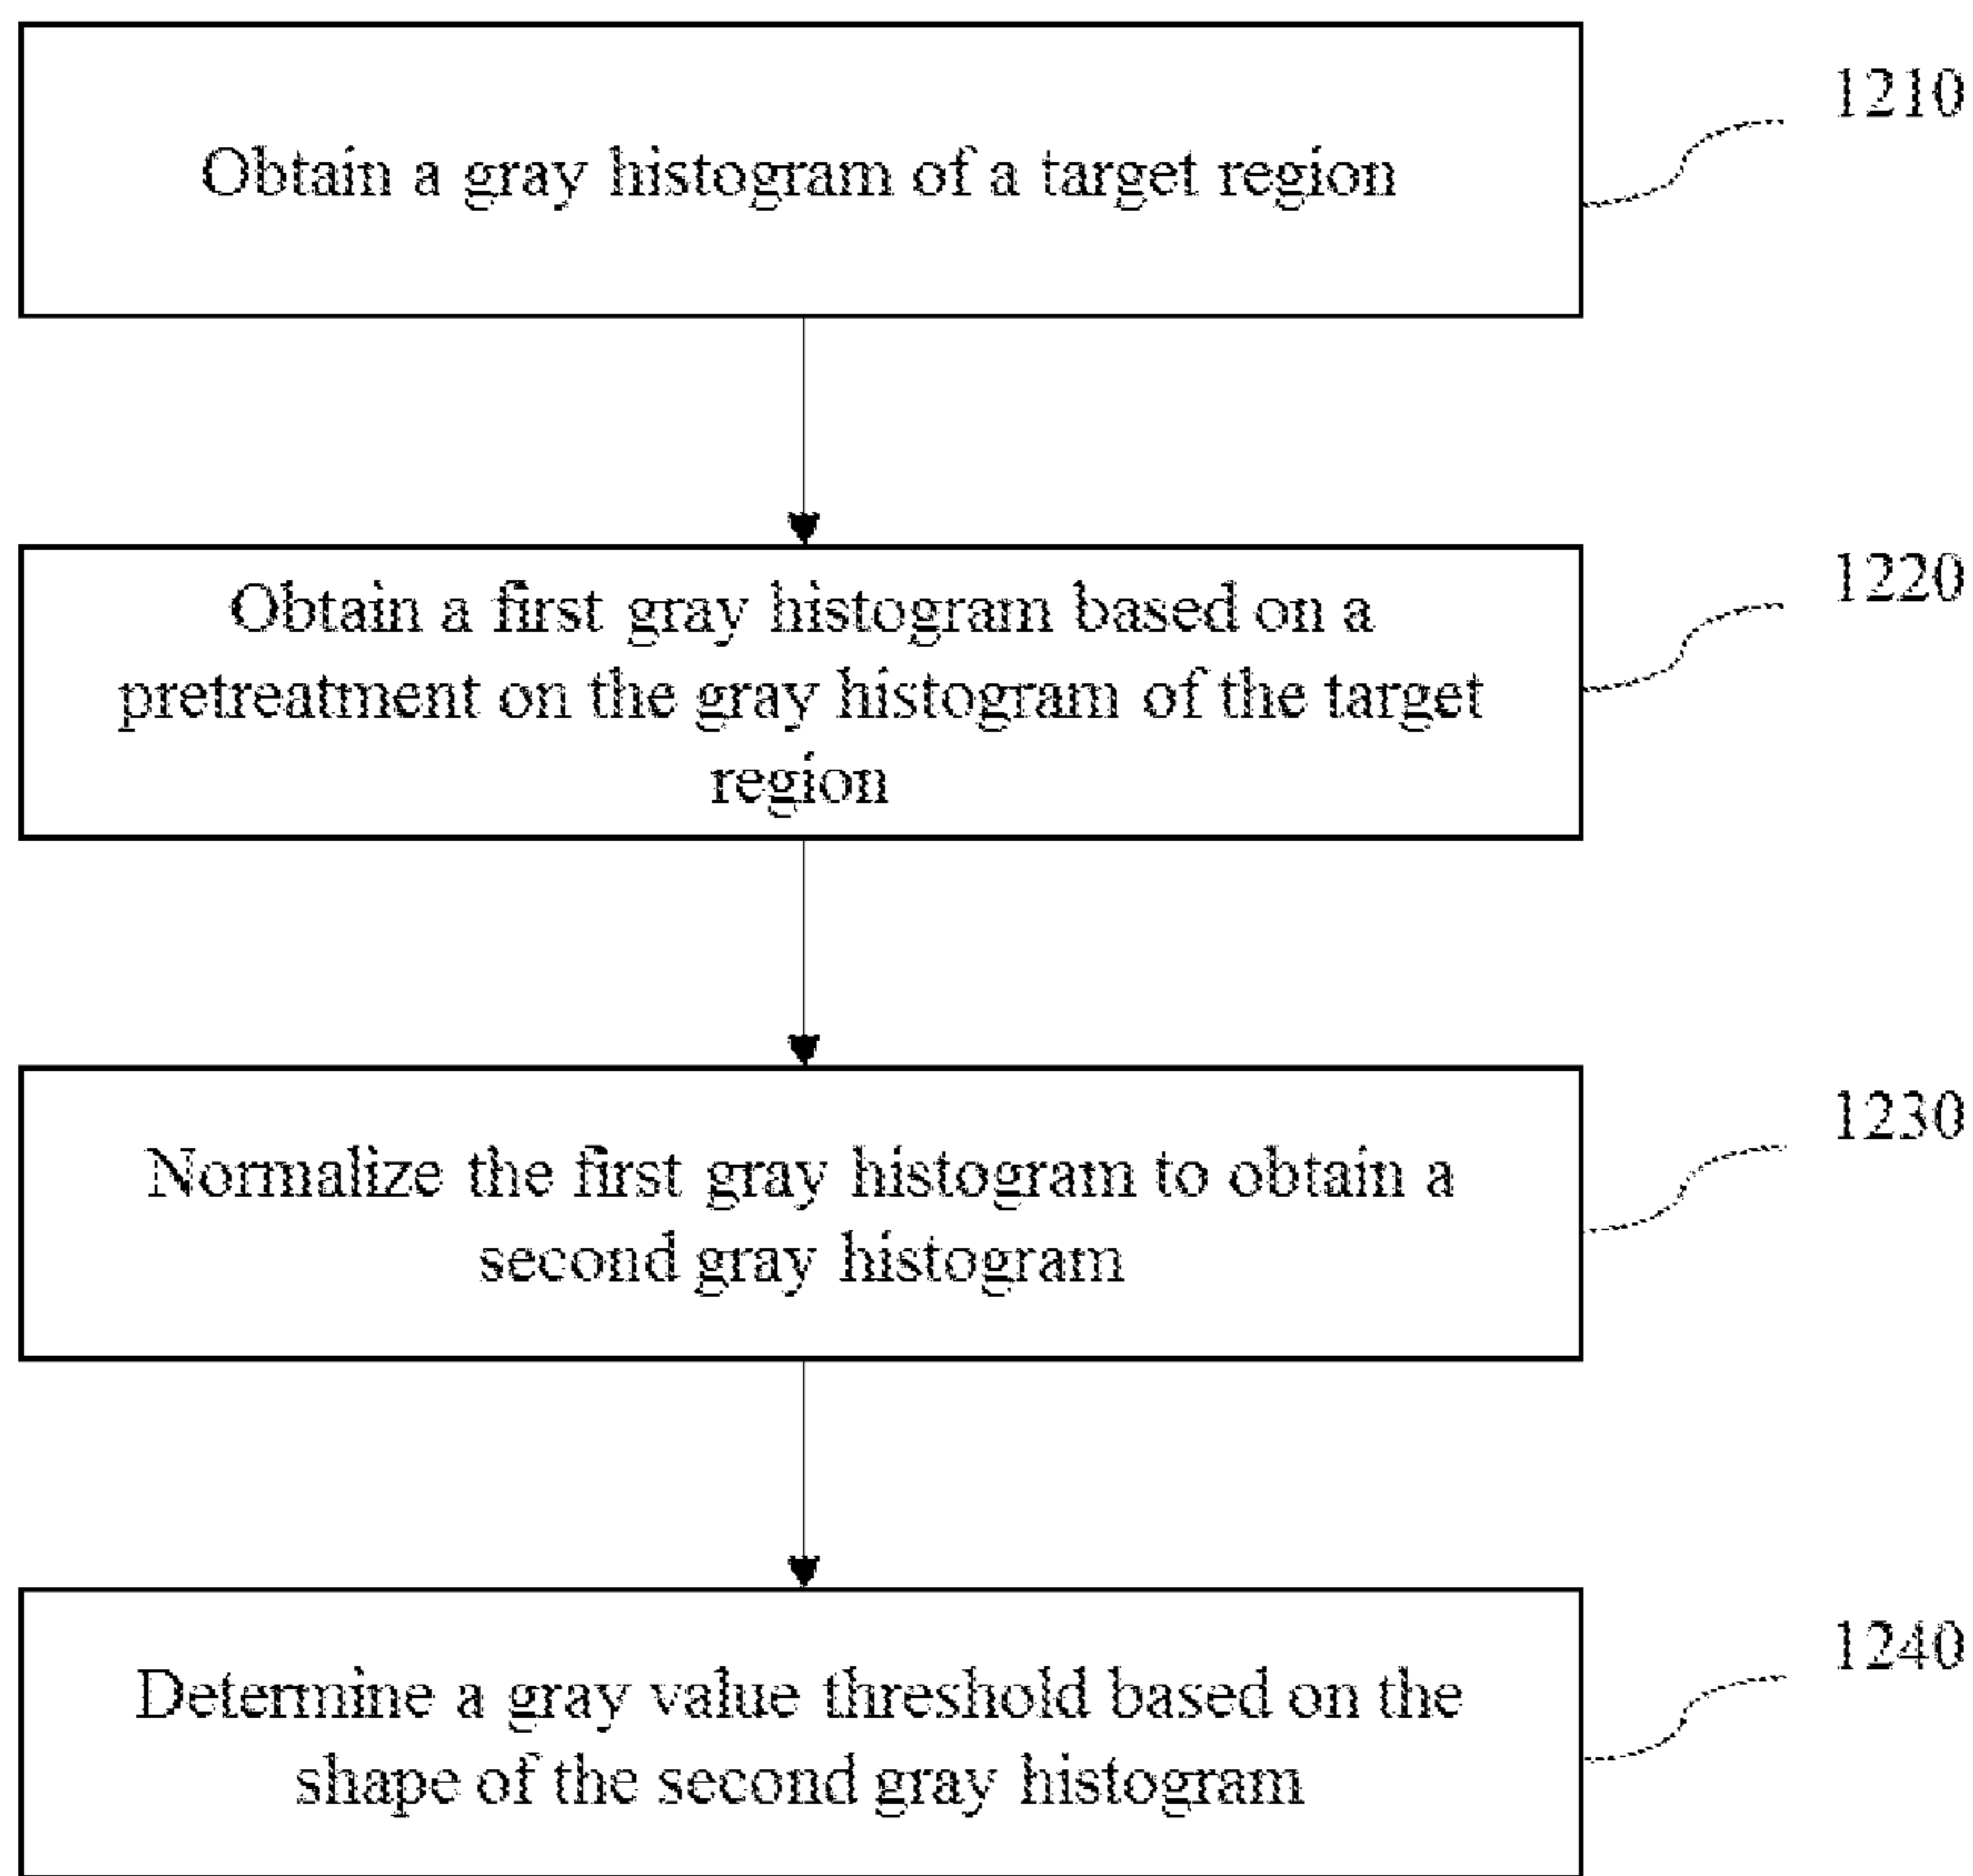 1210
Obtain a gray histogram of a target region
1220
Obtain a first gray histogram based on a
pretreatment on the gray histogram of the target
region
1230
Normalize the first gray histogram to obtain a
second gray histogram
1240
Determine a gray value threshold based on the
shape of the second gray histogram